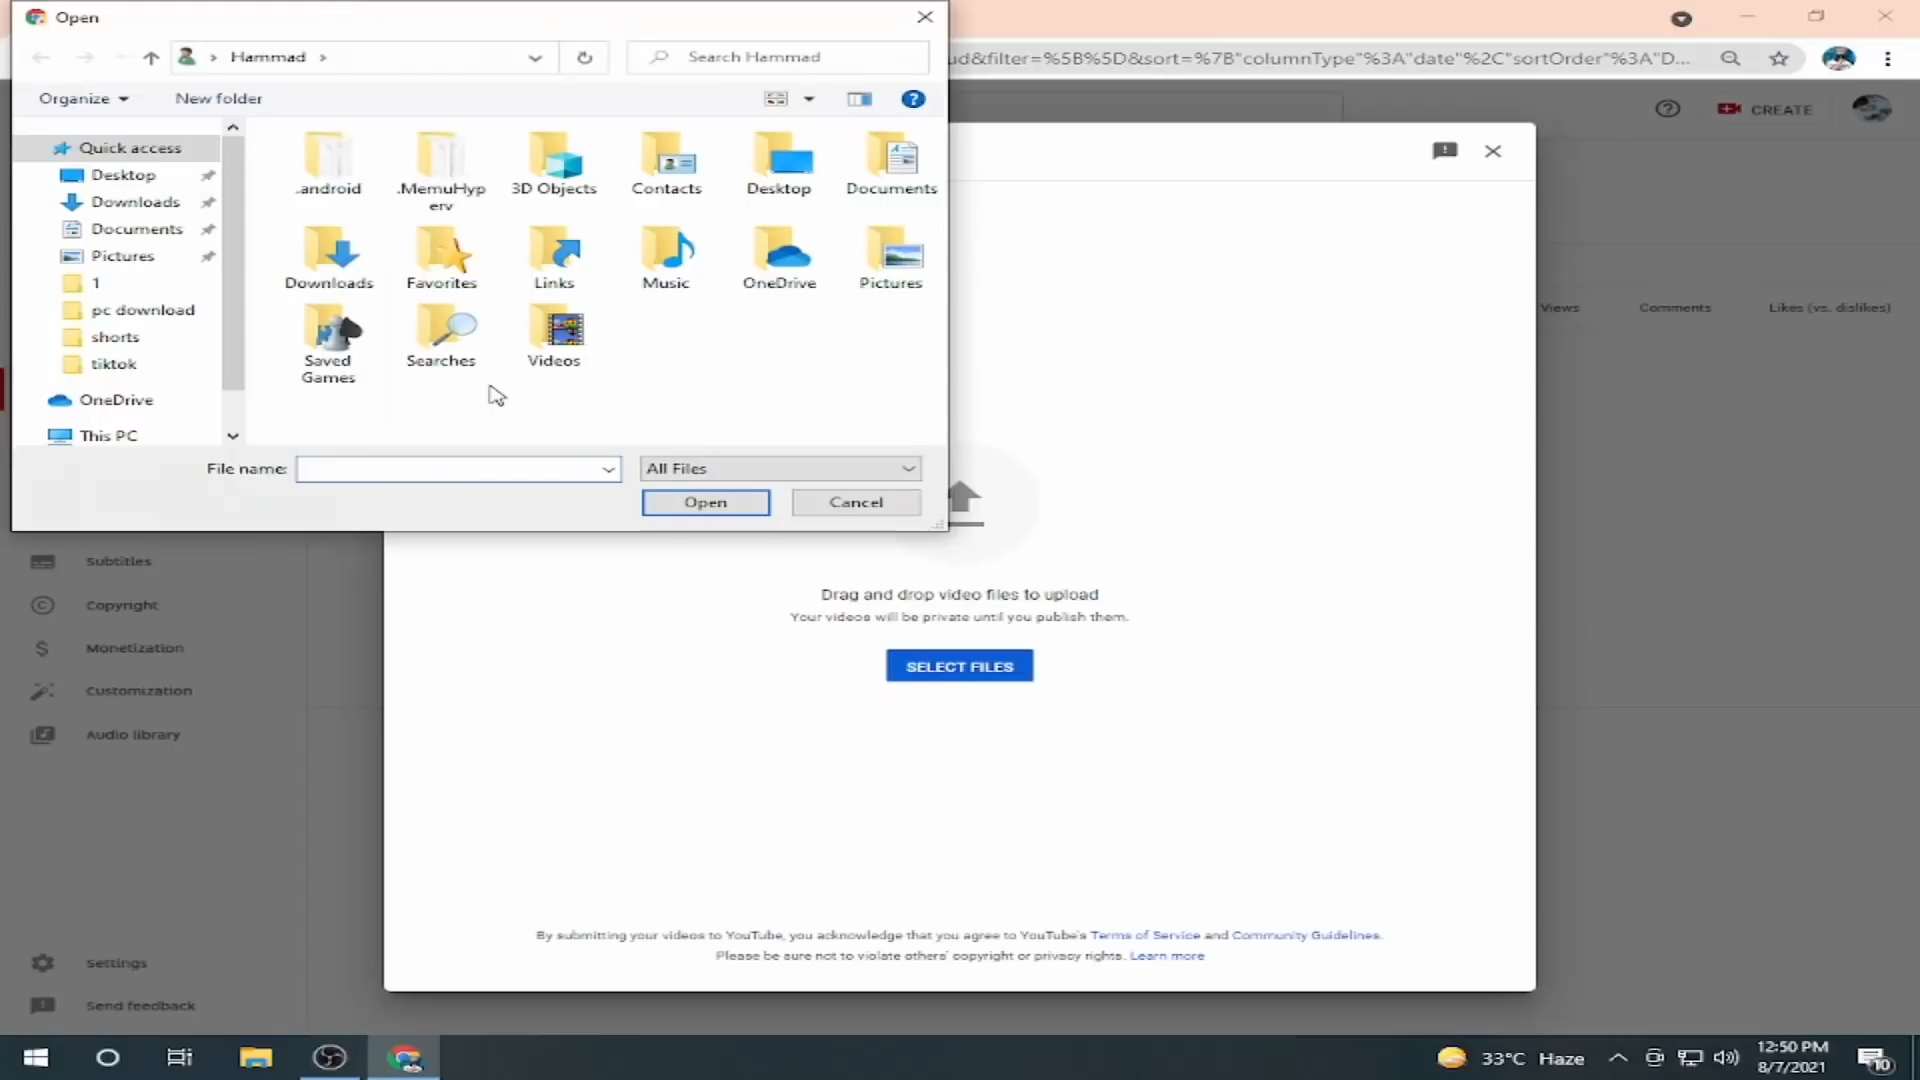 Open
Hammad
Search Hammad
ud&filter=%5B%5D&sort=%7B"columnType"%3A"date"%2C"sortOrder"%3A"D...
Organize
New folder
CREATE
Quick access
Desktop
Downloads
Documents
Pictures
1
pc download
shorts
tiktok
OneDrive
This PC
.android
.MemuHyp
erv
3D Objects
Contacts
Desktop
Documents
Downloads
Favorites
Links
Music
OneDrive
Pictures
Saved
Games
Searches
Videos
File name:
All Files
Open
Cancel
Views
Comments
Likes (vs. dislikes)
Subtitles
Copyright
Monetization
Customization
Audio library
Settings
Send feedback
Drag and drop video files to upload
Your videos will be private until you publish them.
SELECT FILES
By submitting your videos to YouTube, you acknowledge that you agree to YouTube's Terms of Service and Community Guidelines.
Please be sure not to violate others' copyright or privacy rights. Learn more
33°C Haze
12:50 PM
8/7/2021
10